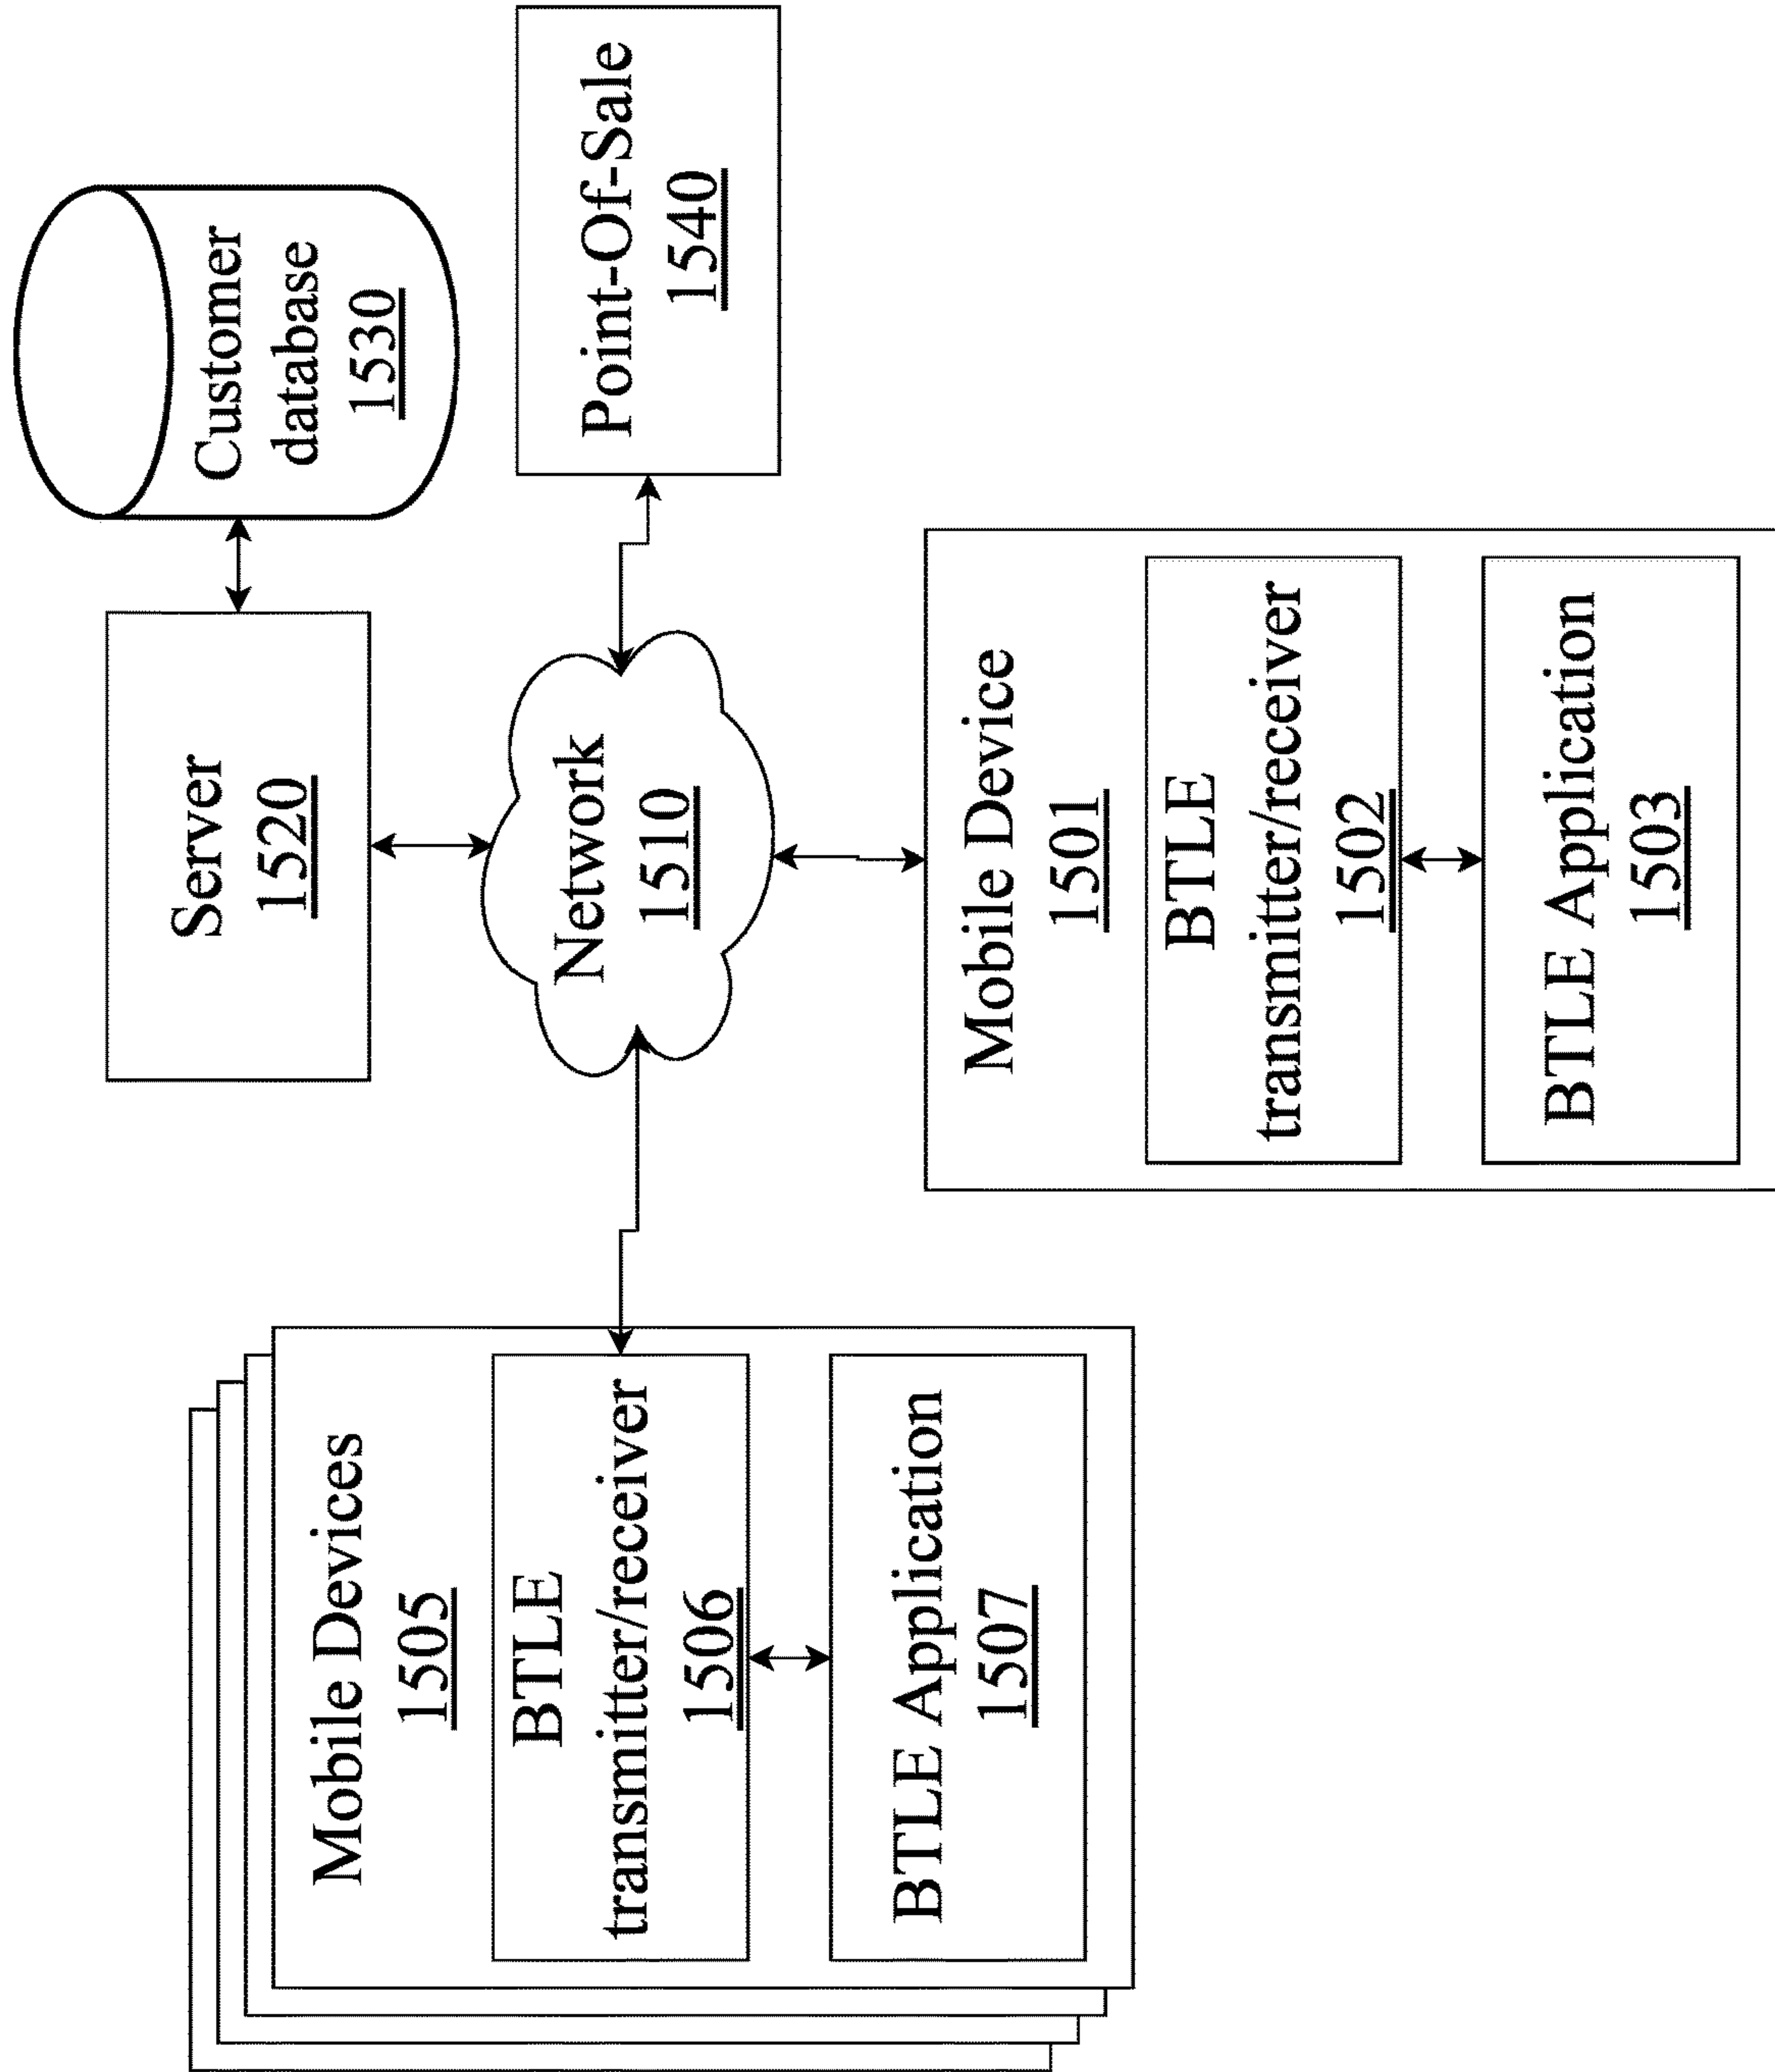 Server
1520
Customer
database
1530
Mobile Devices
1505
BTLE
transmitter/receiver
1506
BTLE Application
1507
Network
1510
Point-Of-Sale
1540
Mobile Device
1501
BTLE
transmitter/receiver
1502
BTLE Application
1503